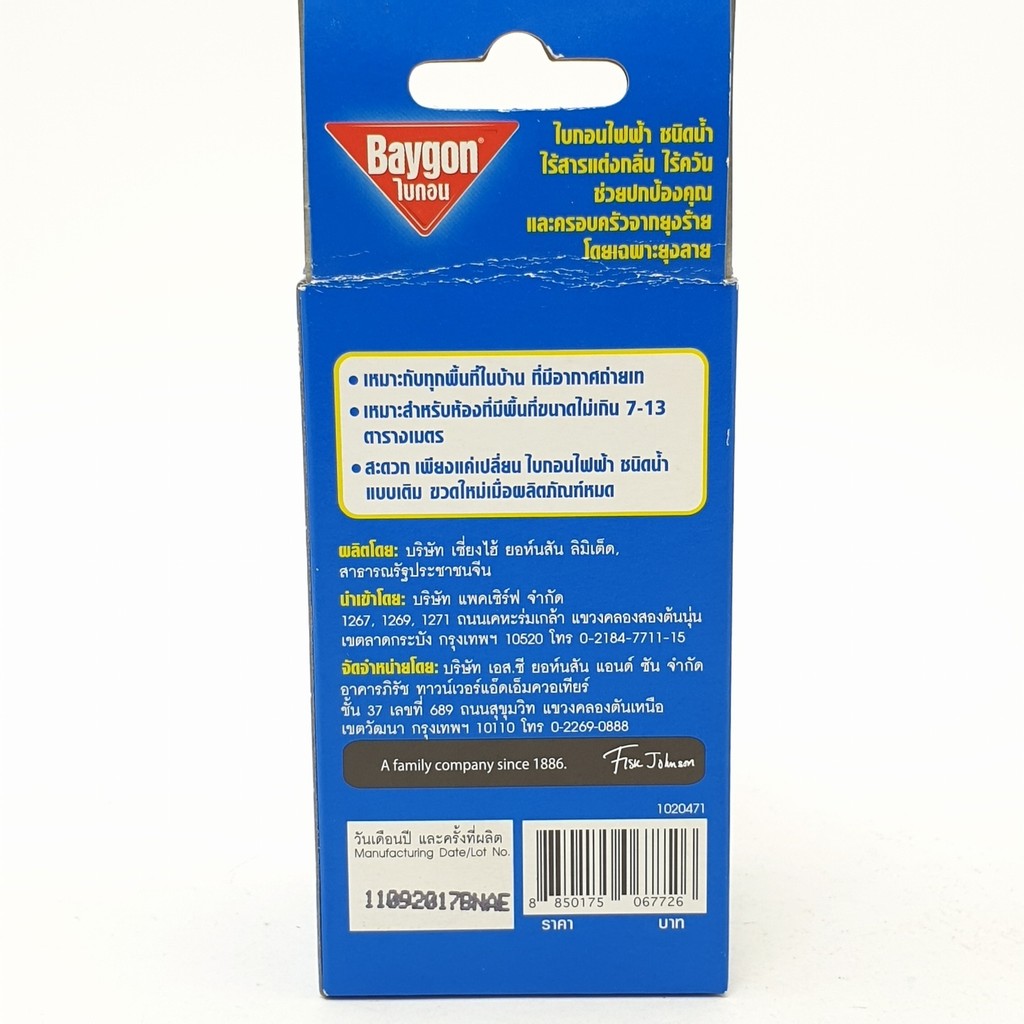 Baygon®
ไบกอน
ไบกอนไฟฟ้า ชนิดน้ำ
ไร้สารแต่งกลิ่น ไร้ควัน
ช่วยปกป้องคุณ
และครอบครัวจากยุงร้าย
โดยเฉพาะยุงลาย
• เหมาะกับทุกพื้นที่ในบ้าน ที่มีอากาศถ่ายเท
• เหมาะสำหรับห้องที่มีพื้นที่ขนาดไม่เกิน 7-13
ตารางเมตร
• สะดวก เพียงแค่เปลี่ยน ไบกอนไฟฟ้า ชนิดน้ำ
แบบเติม ขวดใหม่เมื่อผลิตภัณฑ์หมด
ผลิตโดย: บริษัท เซี่ยงไฮ้ ยอห์นสัน ลิมิเต็ด,
สาธารณรัฐประชาชนจีน
นำเข้าโดย: บริษัท แพคเซิร์ฟ จำกัด
1267, 1269, 1271 ถนนเคหะร่มเกล้า แขวงคลองสองต้นนุ่น
เขตลาดกระบัง กรุงเทพฯ 10520 โทร 0-2184-7711-15
จัดจำหน่ายโดย: บริษัท เอส.ซี ยอห์นสัน แอนด์ ซัน จำกัด
อาคารภิรัช ทาวน์เวอร์แอ๊ดเอ็มควอเทียร์
ชั้น 37 เลขที่ 689 ถนนสุขุมวิท แขวงคลองตันเหนือ
เขตวัฒนา กรุงเทพฯ 10110 โทร 0-2269-0888
A family company since 1886. Fisk Johnson
1020471
วันเดือนปี และครั้งที่ผลิต
Manufacturing Date/Lot No.
11092017BNAE
8 850175 067726
ราคา บาท